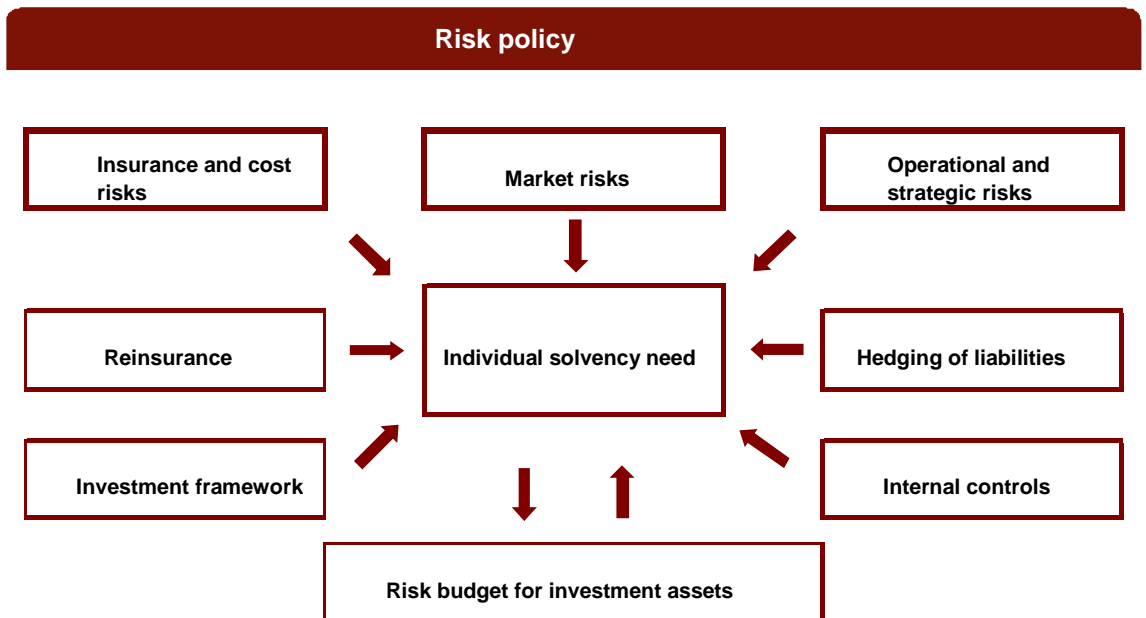 Risk policy
Insurance and cost
risks
Market risks
Operational and
strategic risks
Reinsurance
Individual solvency need
Hedging of liabilities
Investment framework
Internal controls
Risk budget for investment assets